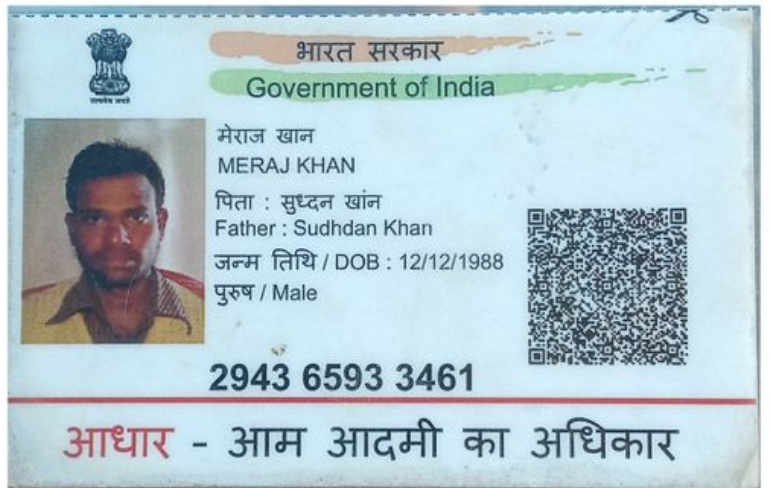 भारत सरकार
Government of India
सत्यमेव जयते
मेराज खान
MERAJ KHAN
पिता : सुध्दन खांन
Father : Sudhdan Khan
जन्म तिथि / DOB : 12/12/1988
पुरुष / Male
2943 6593 3461
आधार - आम आदमी का अधिकार